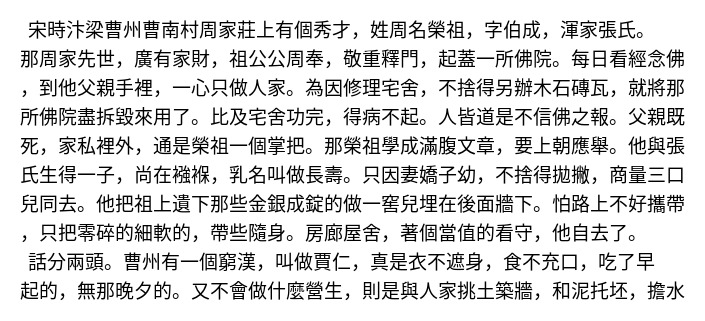 宋時汴梁曹州曹南村周家莊上有個秀才，姓周名榮祖，字伯成，渾家張氏。
那周家先世，廣有家財，祖公公周奉，敬重釋門，起蓋一所佛院。每日看經念佛
，到他父親手裡，一心只做人家。為因修理宅舍，不捨得另辦木石磚瓦，就將那
所佛院盡拆毀來用了。比及宅舍功完，得病不起。人皆道是不信佛之報。父親既
死，家私裡外，通是榮祖一個掌把。那榮祖學成滿腹文章，要上朝應舉。他與張
氏生得一子，尚在襁褓，乳名叫做長壽。只因妻嬌子幼，不捨得拋撇，商量三口
兒同去。他把祖上遺下那些金銀成錠的做一窖兒埋在後面牆下。怕路上不好攜帶
，只把零碎的細軟的，帶些隨身。房廊屋舍，著個當值的看守，他自去了。
話分兩頭。曹州有一個窮漢，叫做賈仁，真是衣不遮身，食不充口，吃了早
起的，無那晚夕的。又不會做什麼營生，則是與人家挑土築牆，和泥托坯，擔水